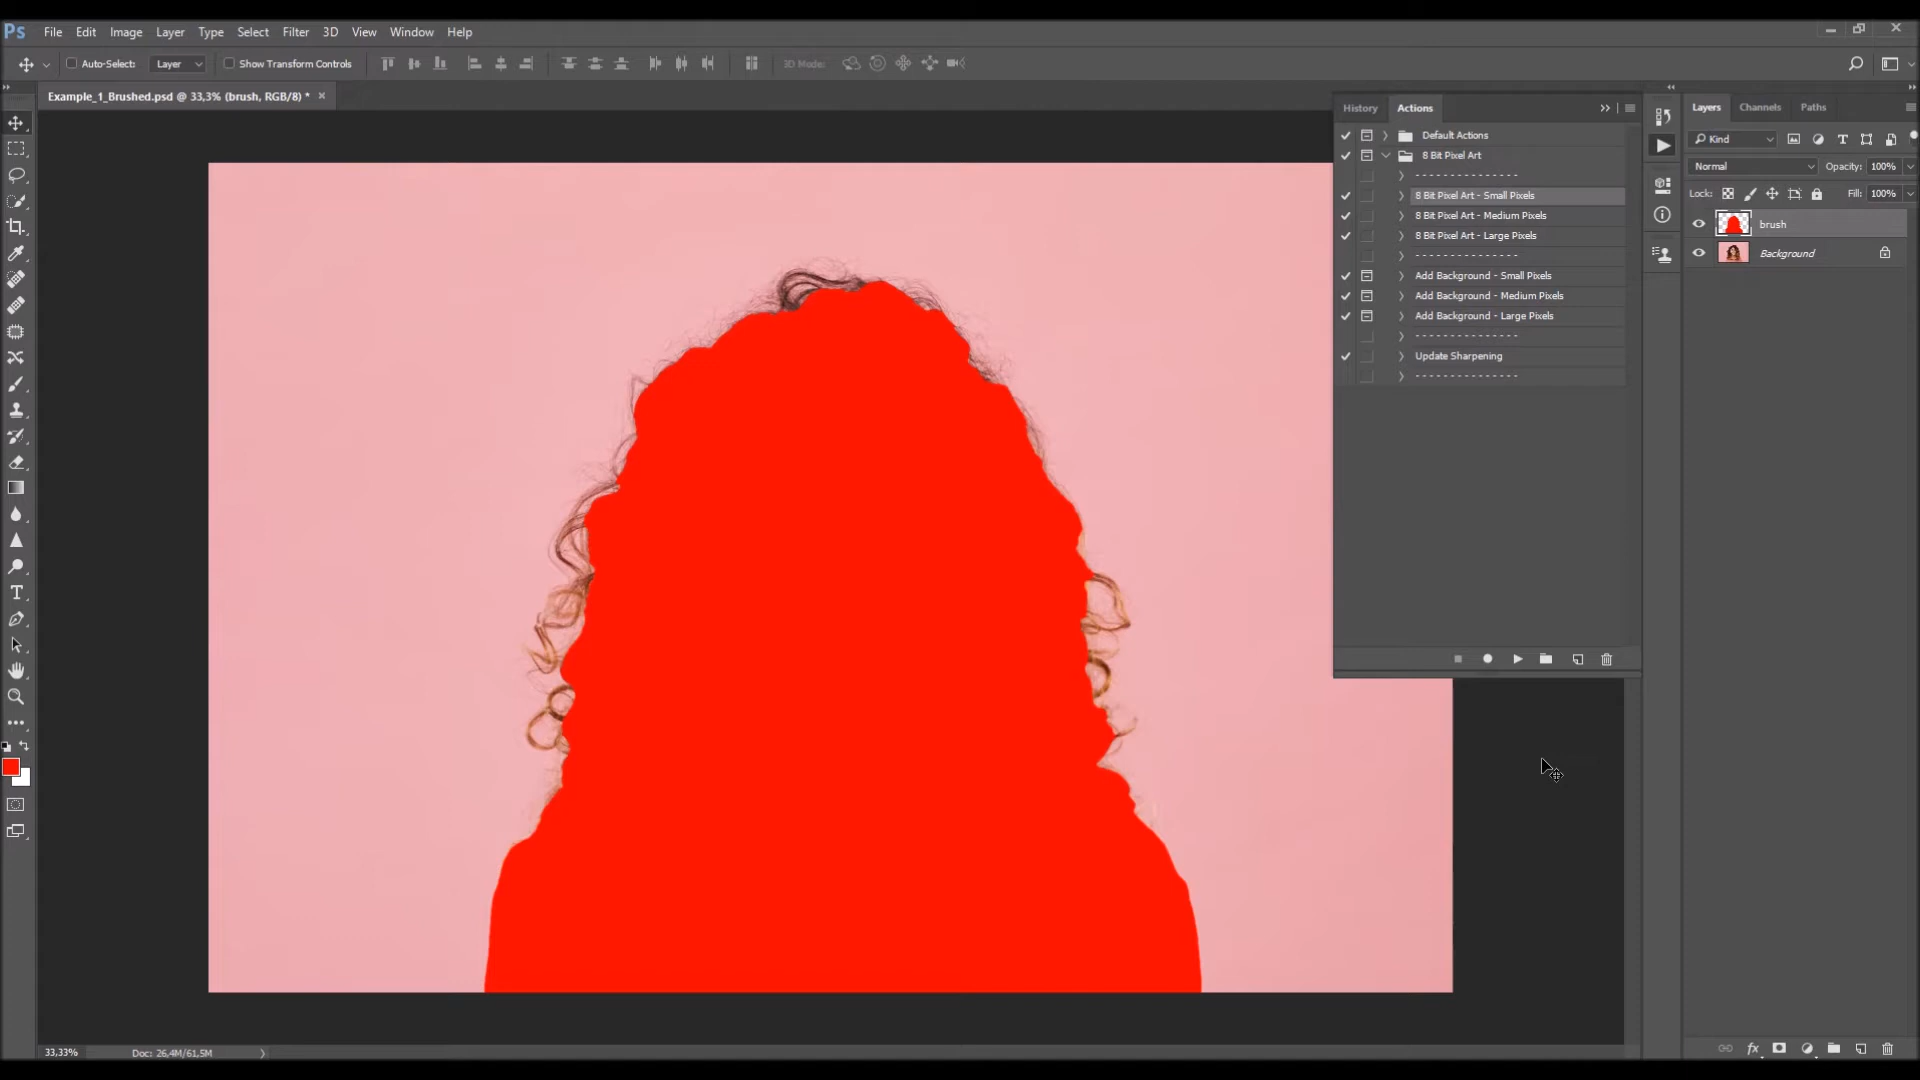 Ps File Edit Image Layer Type Select Filter 3D View Window Help
Auto-Select: Layer Show Transform Controls 3D Mode:
Example_1_Brushed.psd @ 33,3% (brush, RGB/8) *
History Actions
Default Actions
8 Bit Pixel Art
- - - - - - - - - - - - - - -
8 Bit Pixel Art - Small Pixels
8 Bit Pixel Art - Medium Pixels
8 Bit Pixel Art - Large Pixels
- - - - - - - - - - - - - - -
Add Background - Small Pixels
Add Background - Medium Pixels
Add Background - Large Pixels
- - - - - - - - - - - - - - -
Update Sharpening
- - - - - - - - - - - - - - -
Layers Channels Paths
Kind
Normal Opacity: 100%
Lock: Fill: 100%
brush
Background
fx
33,33% Doc: 26,4M/61,5M